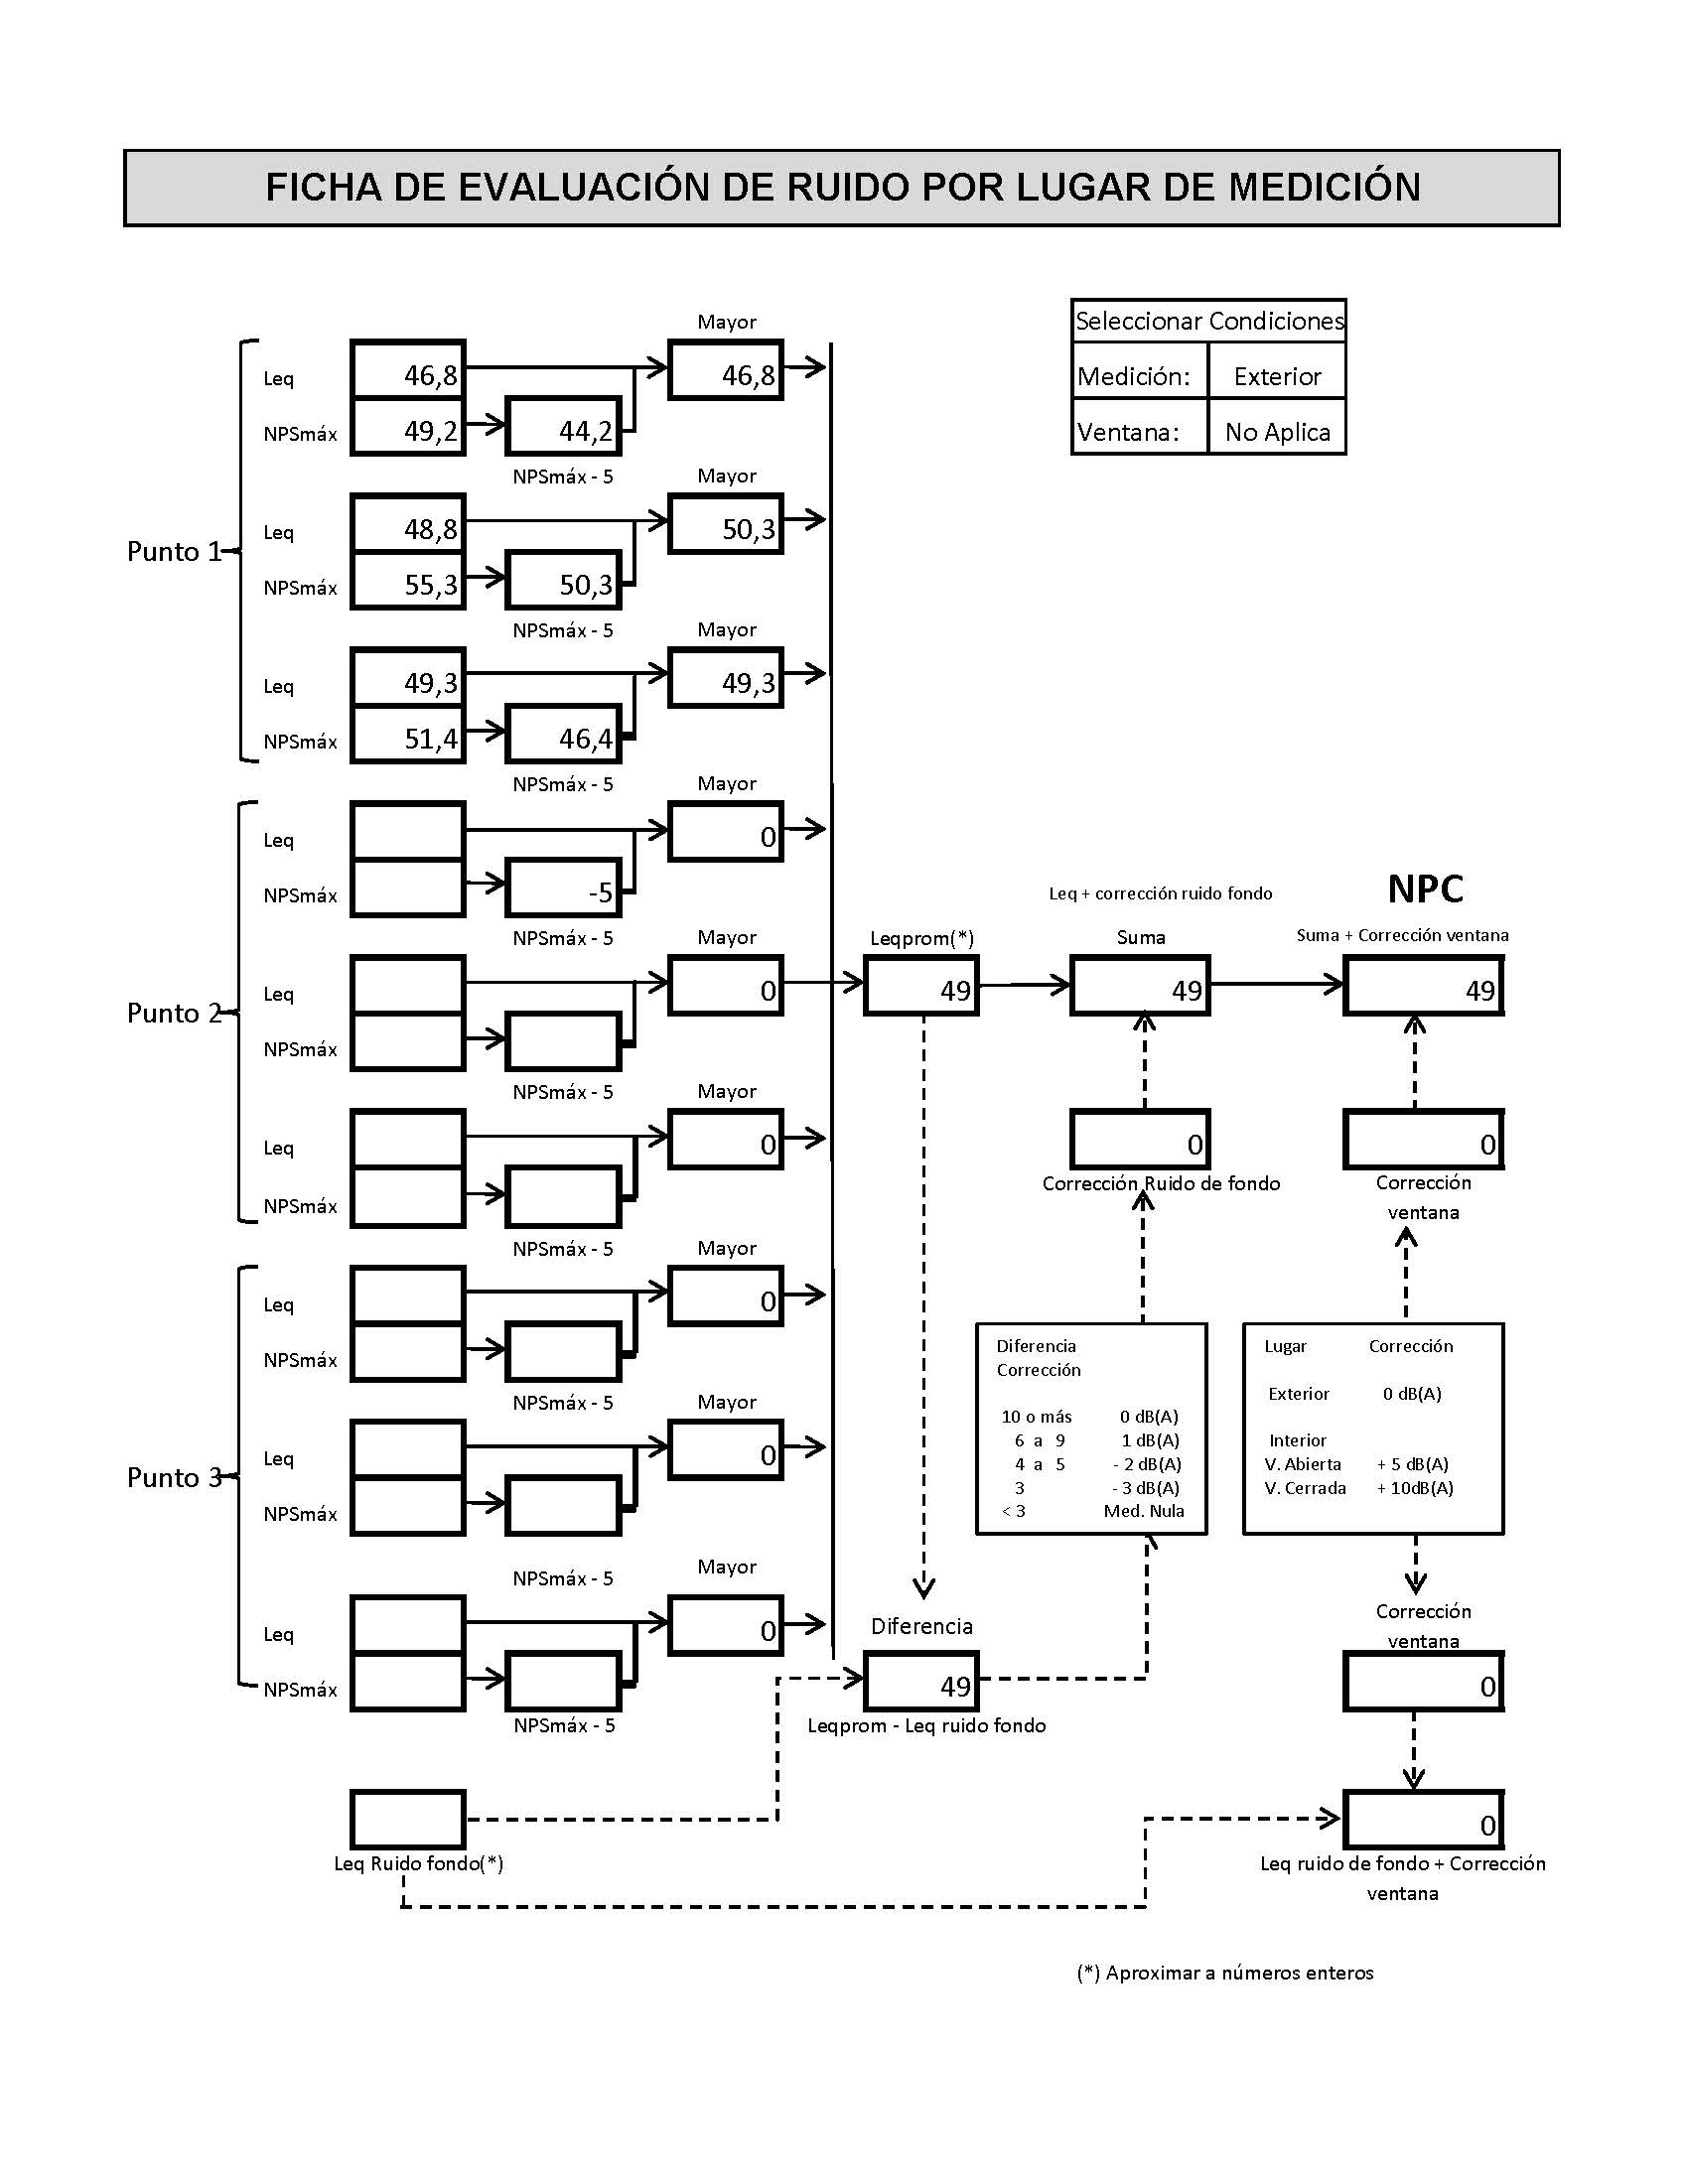 FICHA DE EVALUACIÓN DE RUIDO POR LUGAR DE MEDICIÓN
Seleccionar Condiciones
Medición: Exterior
Ventana: No Aplica
Punto 1
Mayor
Leq 46,8 46,8
NPSmáx 49,2 44,2
NPSmáx - 5
Mayor
Leq 48,8 50,3
NPSmáx 55,3 50,3
NPSmáx - 5
Mayor
Leq 49,3 49,3
NPSmáx 51,4 46,4
NPSmáx - 5
Punto 2
Mayor
Leq 0
NPSmáx -5
NPSmáx - 5
Mayor
Leq 0
NPSmáx
NPSmáx - 5
Mayor
Leq 0
NPSmáx
NPSmáx - 5
Punto 3
Mayor
Leq 0
NPSmáx
NPSmáx - 5
Mayor
Leq 0
NPSmáx
NPSmáx - 5
Mayor
Leq 0
NPSmáx
NPSmáx - 5
Leq Ruido fondo(*)
Leqprom(*)
49
Leq + corrección ruido fondo
Suma
49
NPC
Suma + Corrección ventana
49
0
Corrección Ruido de fondo
0
Corrección
ventana
Diferencia
Corrección
10 o más 0 dB(A)
6 a 9 1 dB(A)
4 a 5 - 2 dB(A)
3 - 3 dB(A)
< 3 Med. Nula
Lugar Corrección
Exterior 0 dB(A)
Interior
V. Abierta + 5 dB(A)
V. Cerrada + 10dB(A)
Diferencia
49
Leqprom - Leq ruido fondo
Corrección
ventana
0
0
Leq ruido de fondo + Corrección
ventana
(*) Aproximar a números enteros